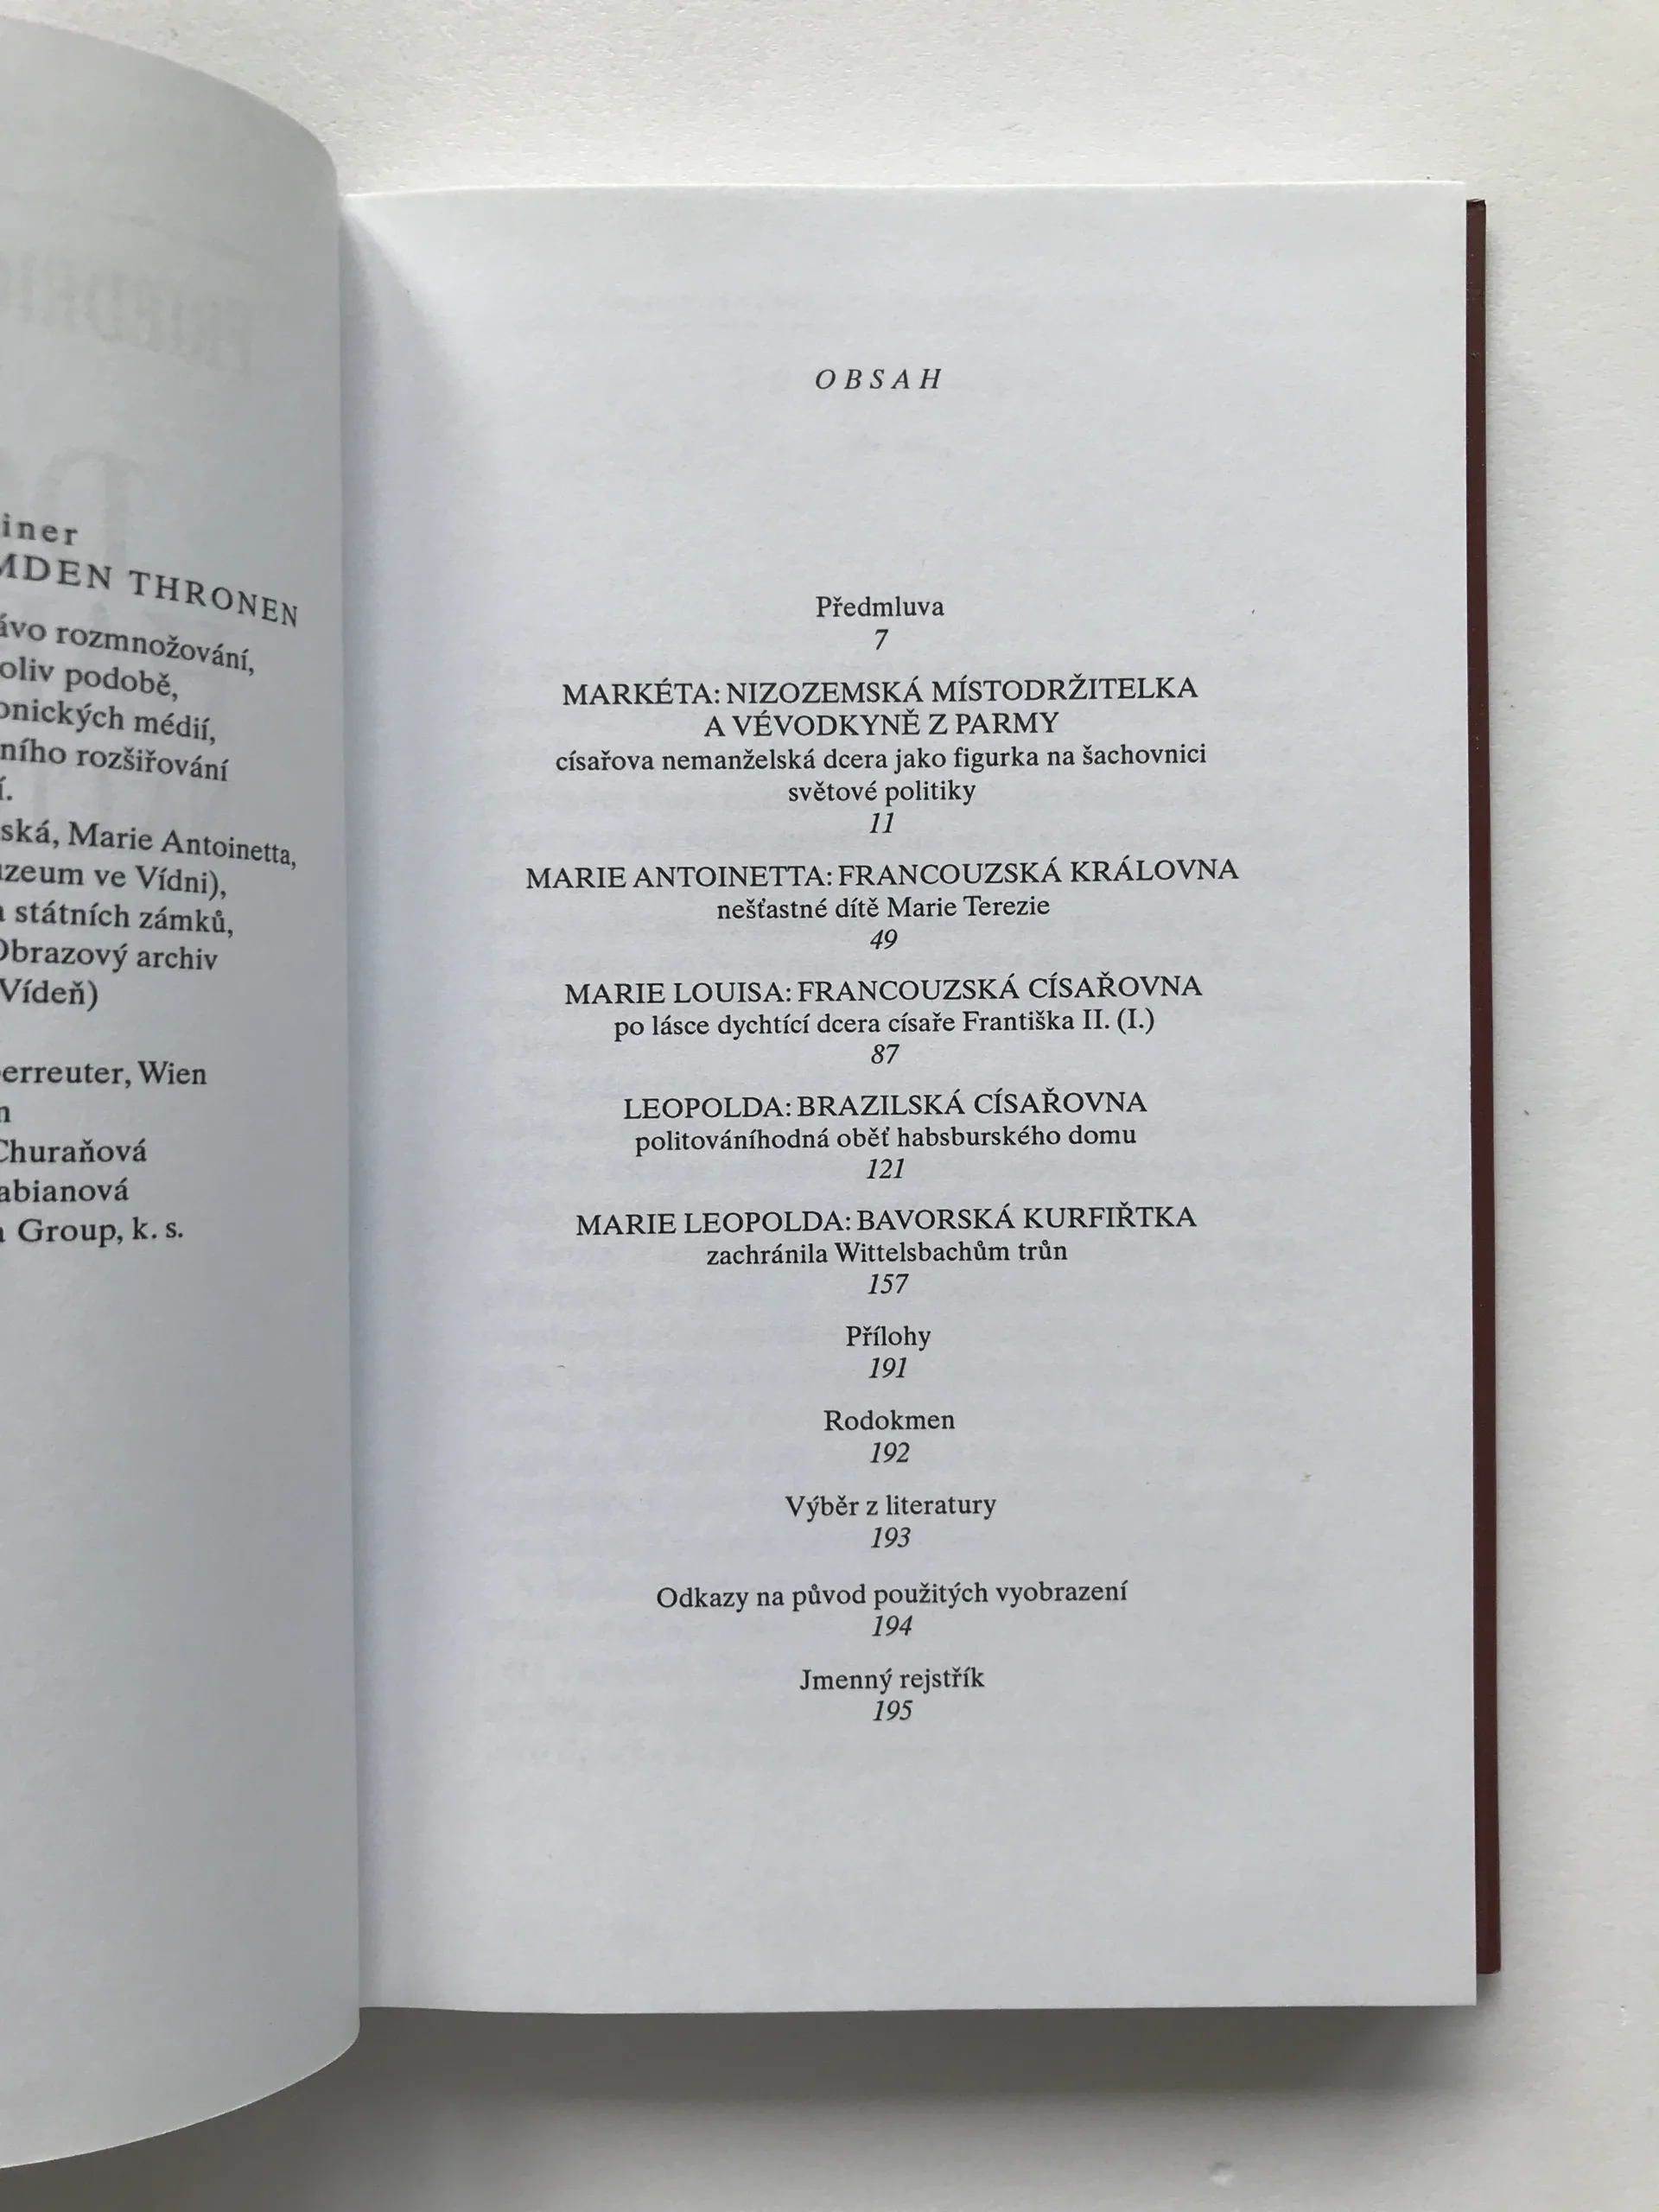 iner
MDEN THRONEN
ávo rozmnožování,
oliv podobě,
onických médií,
ního rozšiřování
í.
ská, Marie Antoinetta,
zeum ve Vídni),
státních zámků,
Obrazový archiv
Vídeň)
erreuter, Wien
n
Churaňová
abianová
Group, k. s.
OBSAH
Předmluva
7
MARKÉTA: NIZOZEMSKÁ MÍSTODRŽITELKA
A VÉVODKYNĚ Z PARMY
císařova nemanželská dcera jako figurka na šachovnici
světové politiky
11
MARIE ANTOINETTA: FRANCOUZSKÁ KRÁLOVNA
nešťastné dítě Marie Terezie
49
MARIE LOUISA: FRANCOUZSKÁ CÍSAŘOVNA
po lásce dychtící dcera císaře Františka II. (I.)
87
LEOPOLDA: BRAZILSKÁ CÍSAŘOVNA
politováníhodná oběť habsburského domu
121
MARIE LEOPOLDA: BAVORSKÁ KURFIŘTKA
zachránila Wittelsbachům trůn
157
Přílohy
191
Rodokmen
192
Výběr z literatury
193
Odkazy na původ použitých vyobrazení
194
Jmenný rejstřík
195